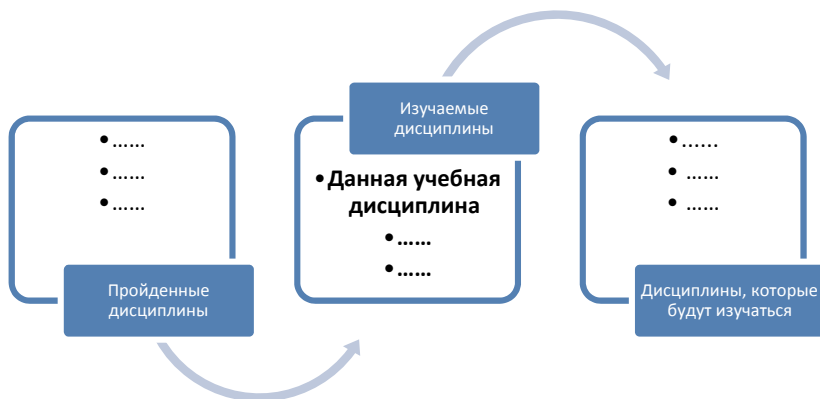 •......
•......
•......
Пройденные
дисциплины
Изучаемые
дисциплины
•Данная учебная
дисциплина
•......
•......
•......
• ......
• ......
Дисциплины, которые
будут изучаться